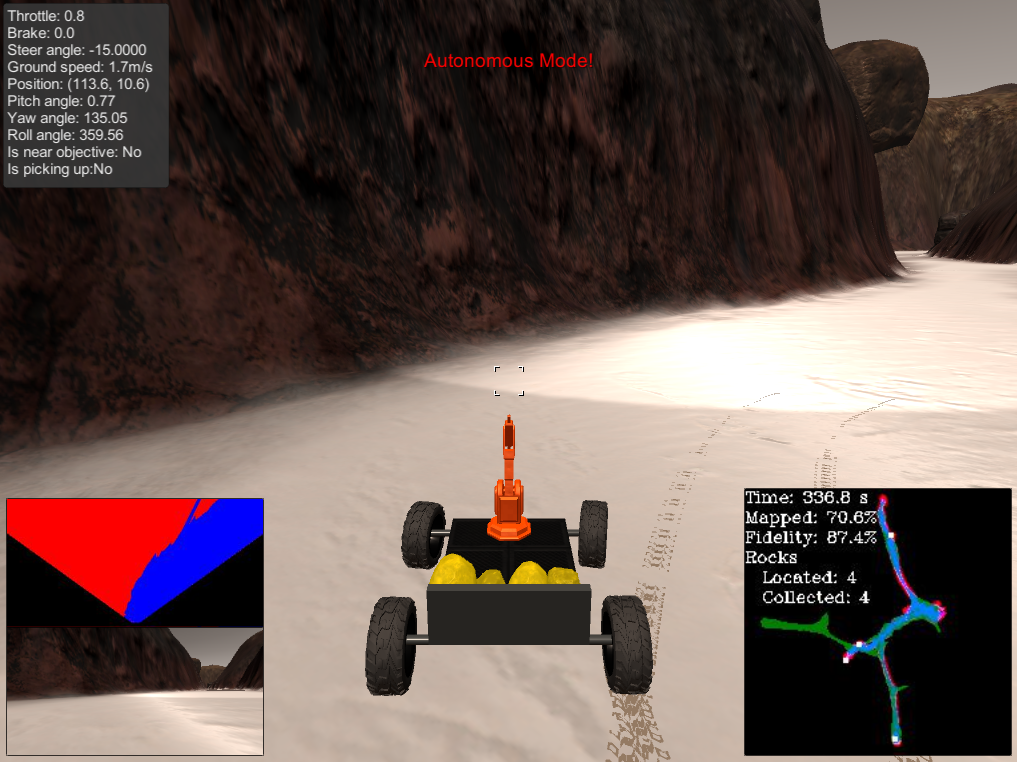 Throttle: 0.8
Brake: 0.0
Steer angle: -15.0000
Ground speed: 1.7m/s
Position: (113.6, 10.6)
Pitch angle: 0.77
Yaw angle: 135.05
Roll angle: 359.56
Is near objective: No
Is picking up:No
Autonomous Mode!
Time: 336.8 s
Mapped: 70.6%
Fidelity: 87.4%
Rocks
Located: 4
Collected: 4